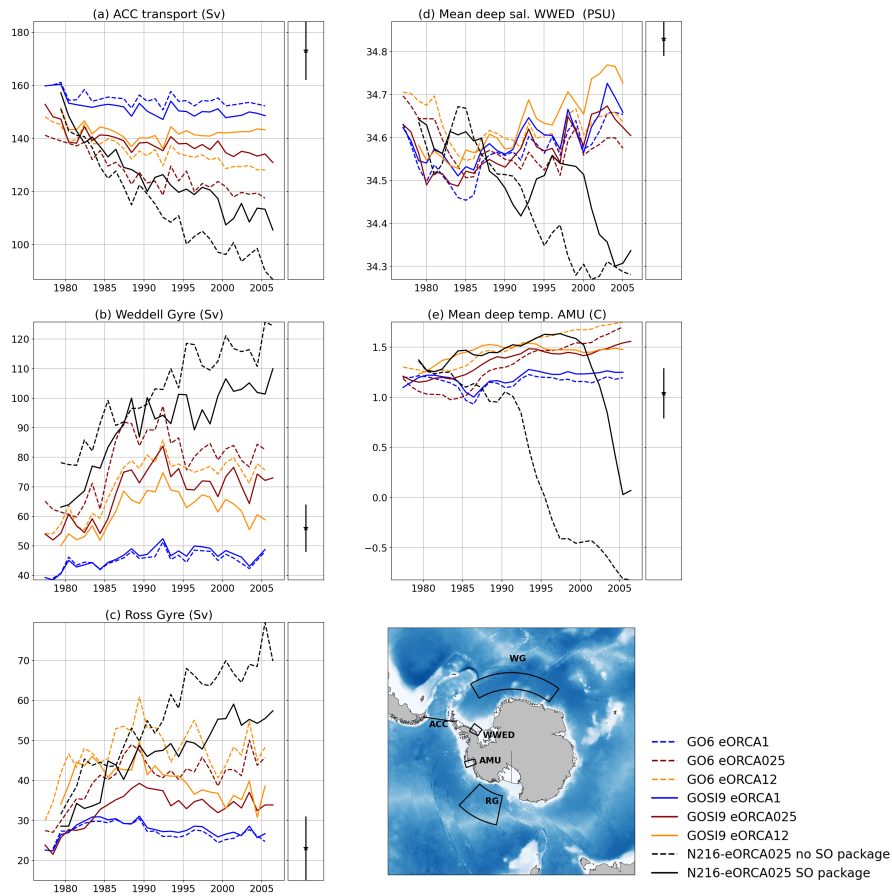 (a) ACC transport (Sv)
180
160
140
120
100
1980 1985 1990 1995 2000 2005
(d) Mean deep sal. WWED (PSU)
34.8
34.7
34.6
34.5
34.4
34.3
1980 1985 1990 1995 2000 2005
(b) Weddell Gyre (Sv)
120
110
100
90
80
70
60
50
40
1980 1985 1990 1995 2000 2005
(e) Mean deep temp. AMU (C)
1.5
1.0
0.5
0.0
−0.5
1980 1985 1990 1995 2000 2005
(c) Ross Gyre (Sv)
70
60
50
40
30
20
1980 1985 1990 1995 2000 2005
WG
ACC
WWED
AMU
RG
GO6 eORCA1
GO6 eORCA025
GO6 eORCA12
GOSI9 eORCA1
GOSI9 eORCA025
GOSI9 eORCA12
N216-eORCA025 no SO package
N216-eORCA025 SO package